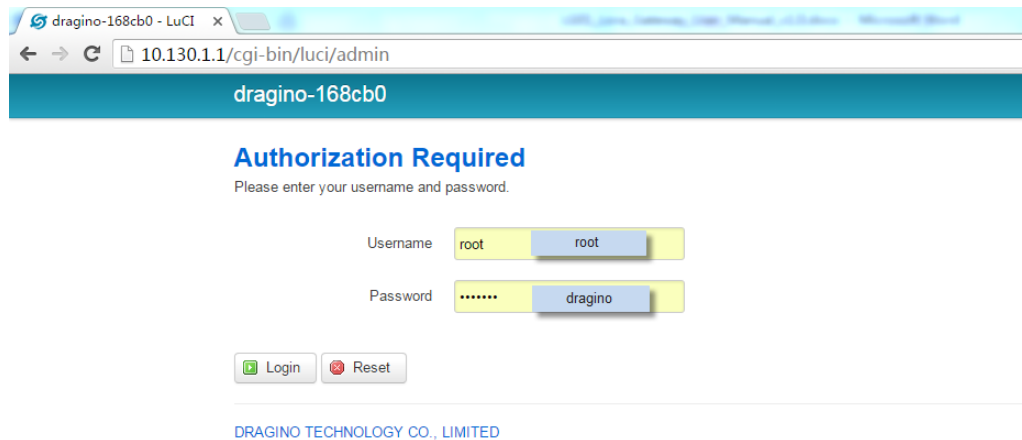 dragino-168cb0 - LuCI x
10.130.1.1/cgi-bin/luci/admin
dragino-168cb0
Authorization Required
Please enter your username and password.
Username root root
Password ••••••• dragino
Login Reset
DRAGINO TECHNOLOGY CO., LIMITED